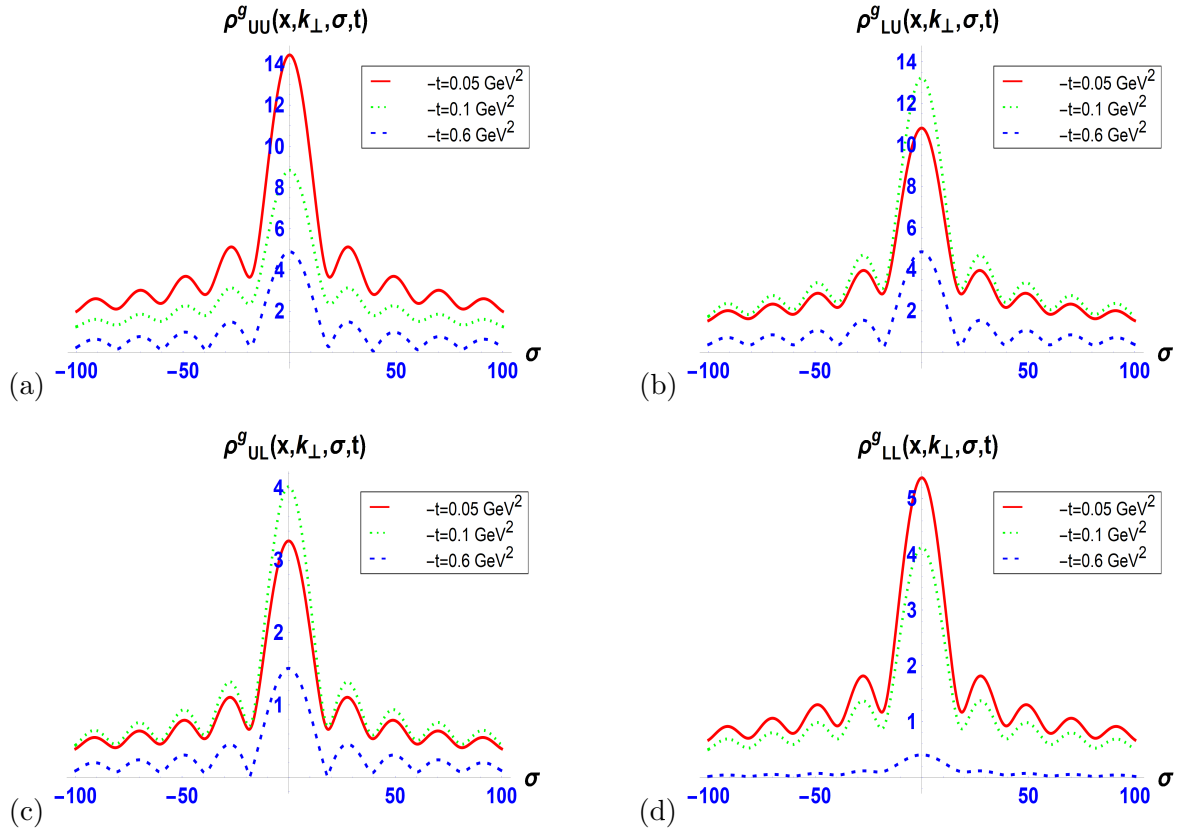 ρ^g_UU(x,k⊥,σ,t)
14
12
10
8
6
4
2
−t=0.05 GeV²
−t=0.1 GeV²
−t=0.6 GeV²
−100
−50
50
100
σ
(a)
ρ^g_LU(x,k⊥,σ,t)
14
12
10
8
6
4
2
−t=0.05 GeV²
−t=0.1 GeV²
−t=0.6 GeV²
−100
−50
50
100
σ
(b)
ρ^g_UL(x,k⊥,σ,t)
4
3
2
1
−t=0.05 GeV²
−t=0.1 GeV²
−t=0.6 GeV²
−100
−50
50
100
σ
(c)
ρ^g_LL(x,k⊥,σ,t)
5
4
3
2
1
−t=0.05 GeV²
−t=0.1 GeV²
−t=0.6 GeV²
−100
−50
50
100
σ
(d)